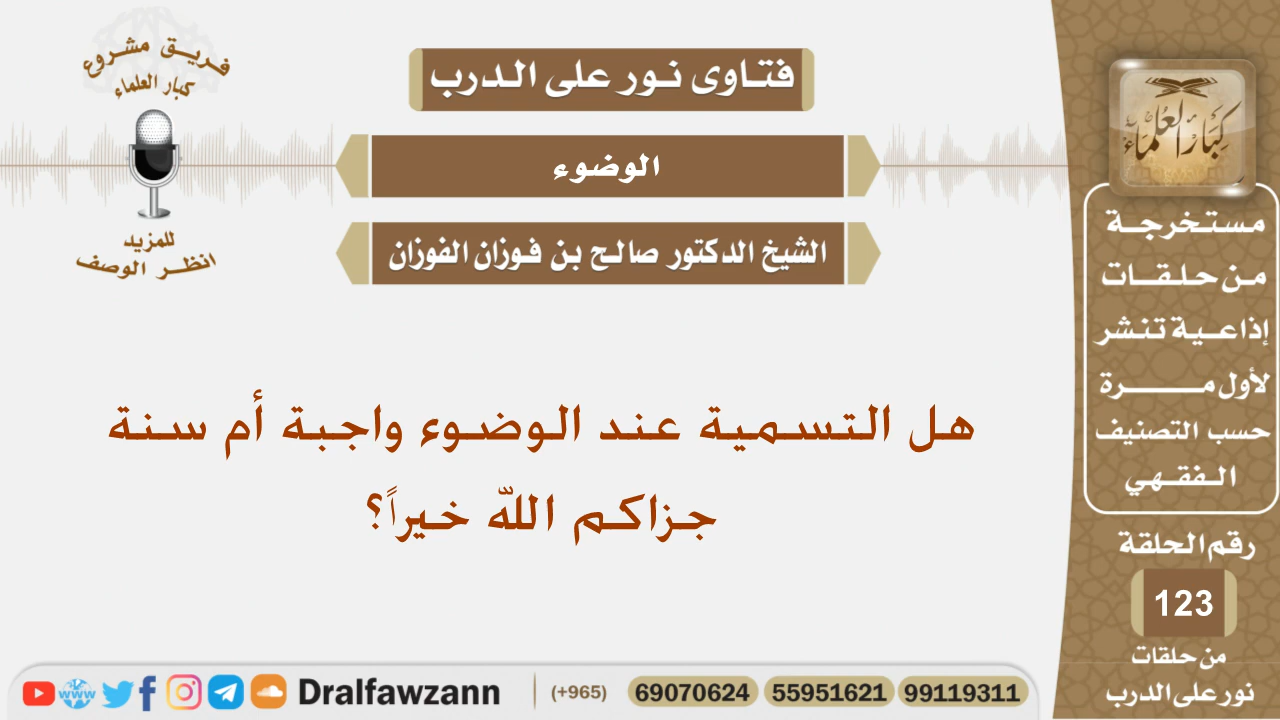 فريق مشروع
كبار العلماء
للمزيد
انظر الوصف
فتاوى نور على الدرب
الوضوء
الشيخ الدكتور صالح بن فوزان الفوزان
هل التسمية عند الوضوء واجبة أم سنة
جزاكم الله خيراً؟
كبار العلماء
مستخرجة
من حلقات
إذاعية تنشر
لأول مرة
حسب التصنيف
الفقهي
رقم الحلقة
123
من حلقات
نور على الدرب
www
Dralfawzann (+965) 69070624 55951621 99119311